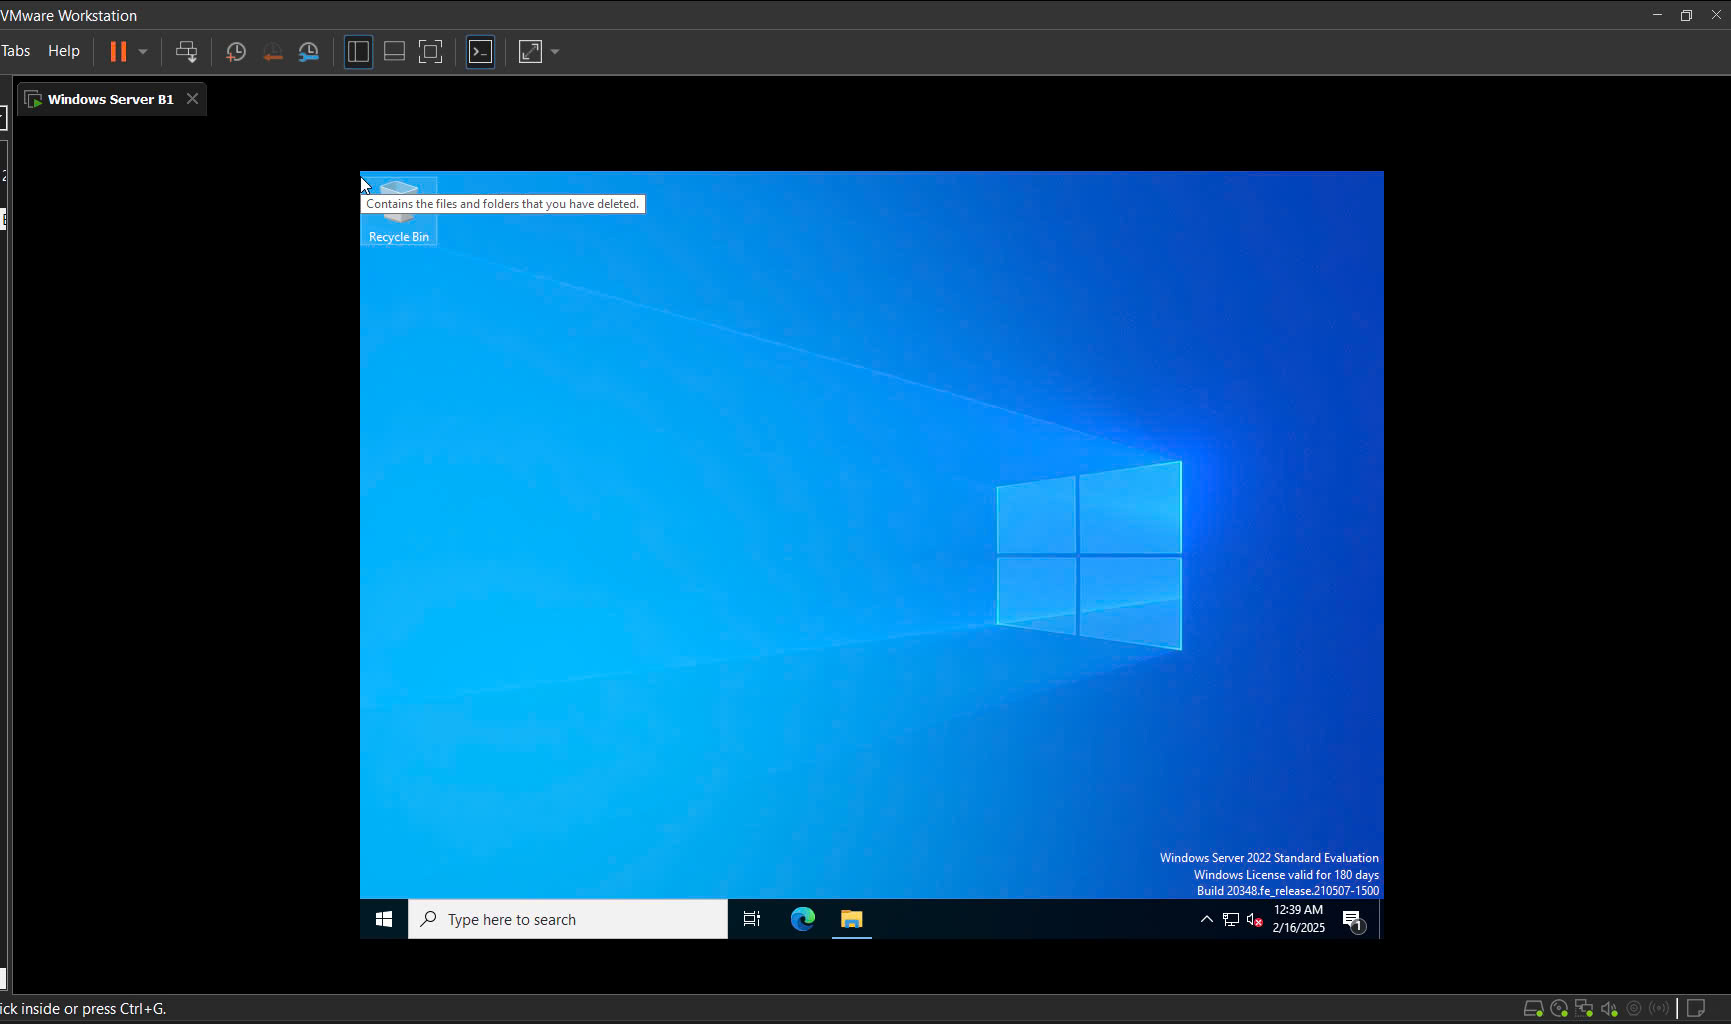 VMware Workstation
Tabs Help
Windows Server B1
Contains the files and folders that you have deleted.
Recycle Bin
Windows Server 2022 Standard Evaluation
Windows License valid for 180 days
Build 20348.fe_release.210507-1500
Type here to search
12:39 AM
2/16/2025
1
ick inside or press Ctrl+G.